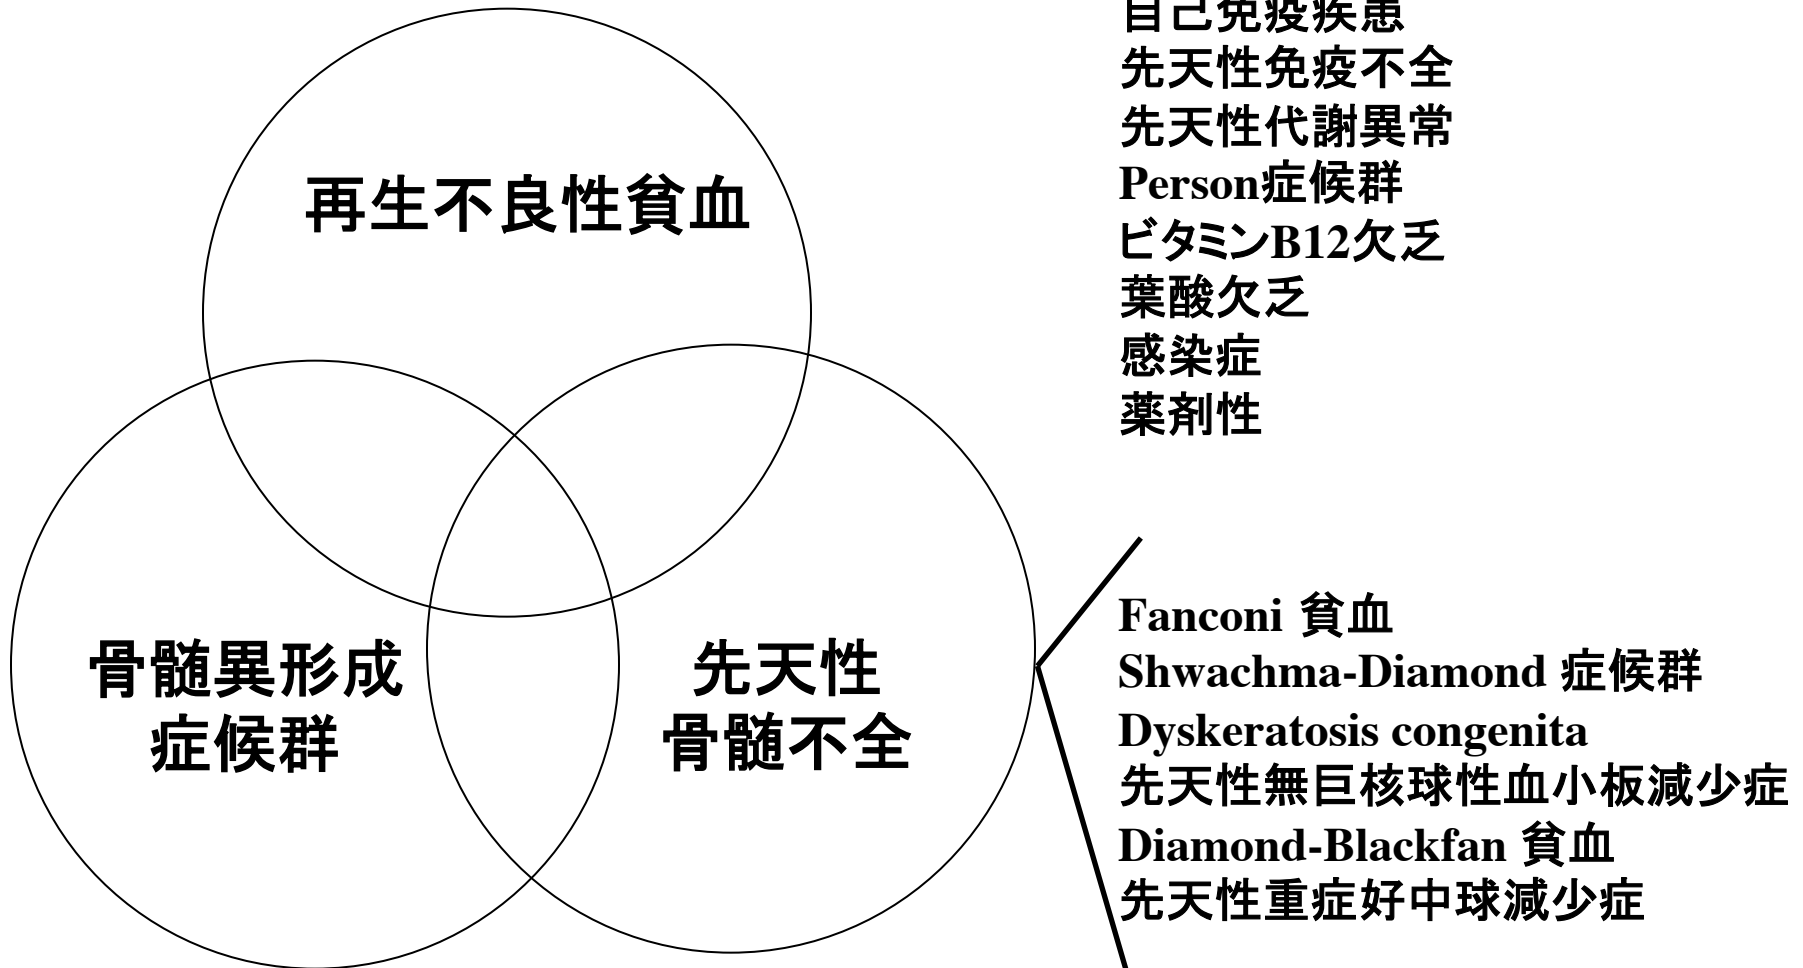 再生不良性貧血
骨髄異形成
症候群
先天性
骨髄不全
自己免疫疾患
先天性免疫不全
先天性代謝異常
Person症候群
ビタミンB12欠乏
葉酸欠乏
感染症
薬剤性
Fanconi 貧血
Shwachma-Diamond 症候群
Dyskeratosis congenita
先天性無巨核球性血小板減少症
Diamond-Blackfan 貧血
先天性重症好中球減少症